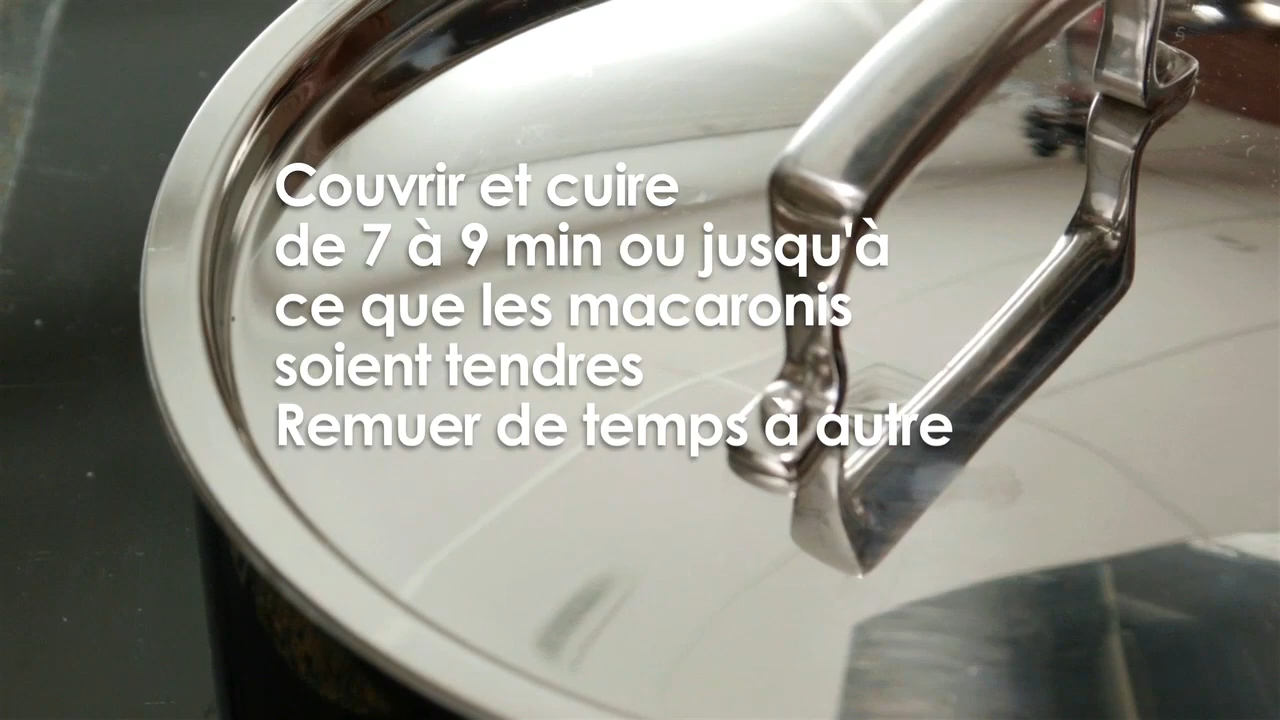 Couvrir et cuire
de 7 à 9 min ou jusqu'à
ce que les macaronis
soient tendres
Remuer de temps à autre